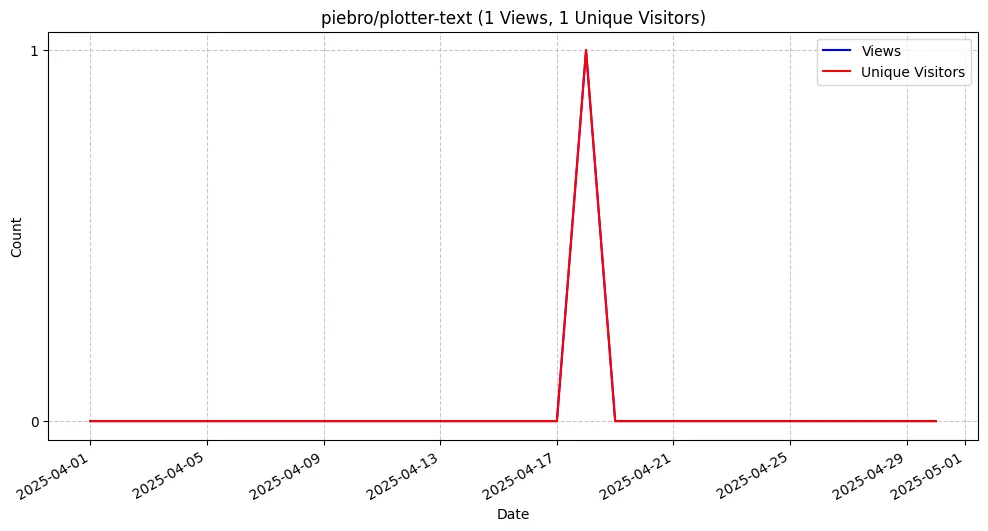 piebro/plotter-text (1 Views, 1 Unique Visitors)
Views
Unique Visitors
Count
1
0
2025-04-01
2025-04-05
2025-04-09
2025-04-13
2025-04-17
2025-04-21
2025-04-25
2025-04-29
2025-05-01
Date